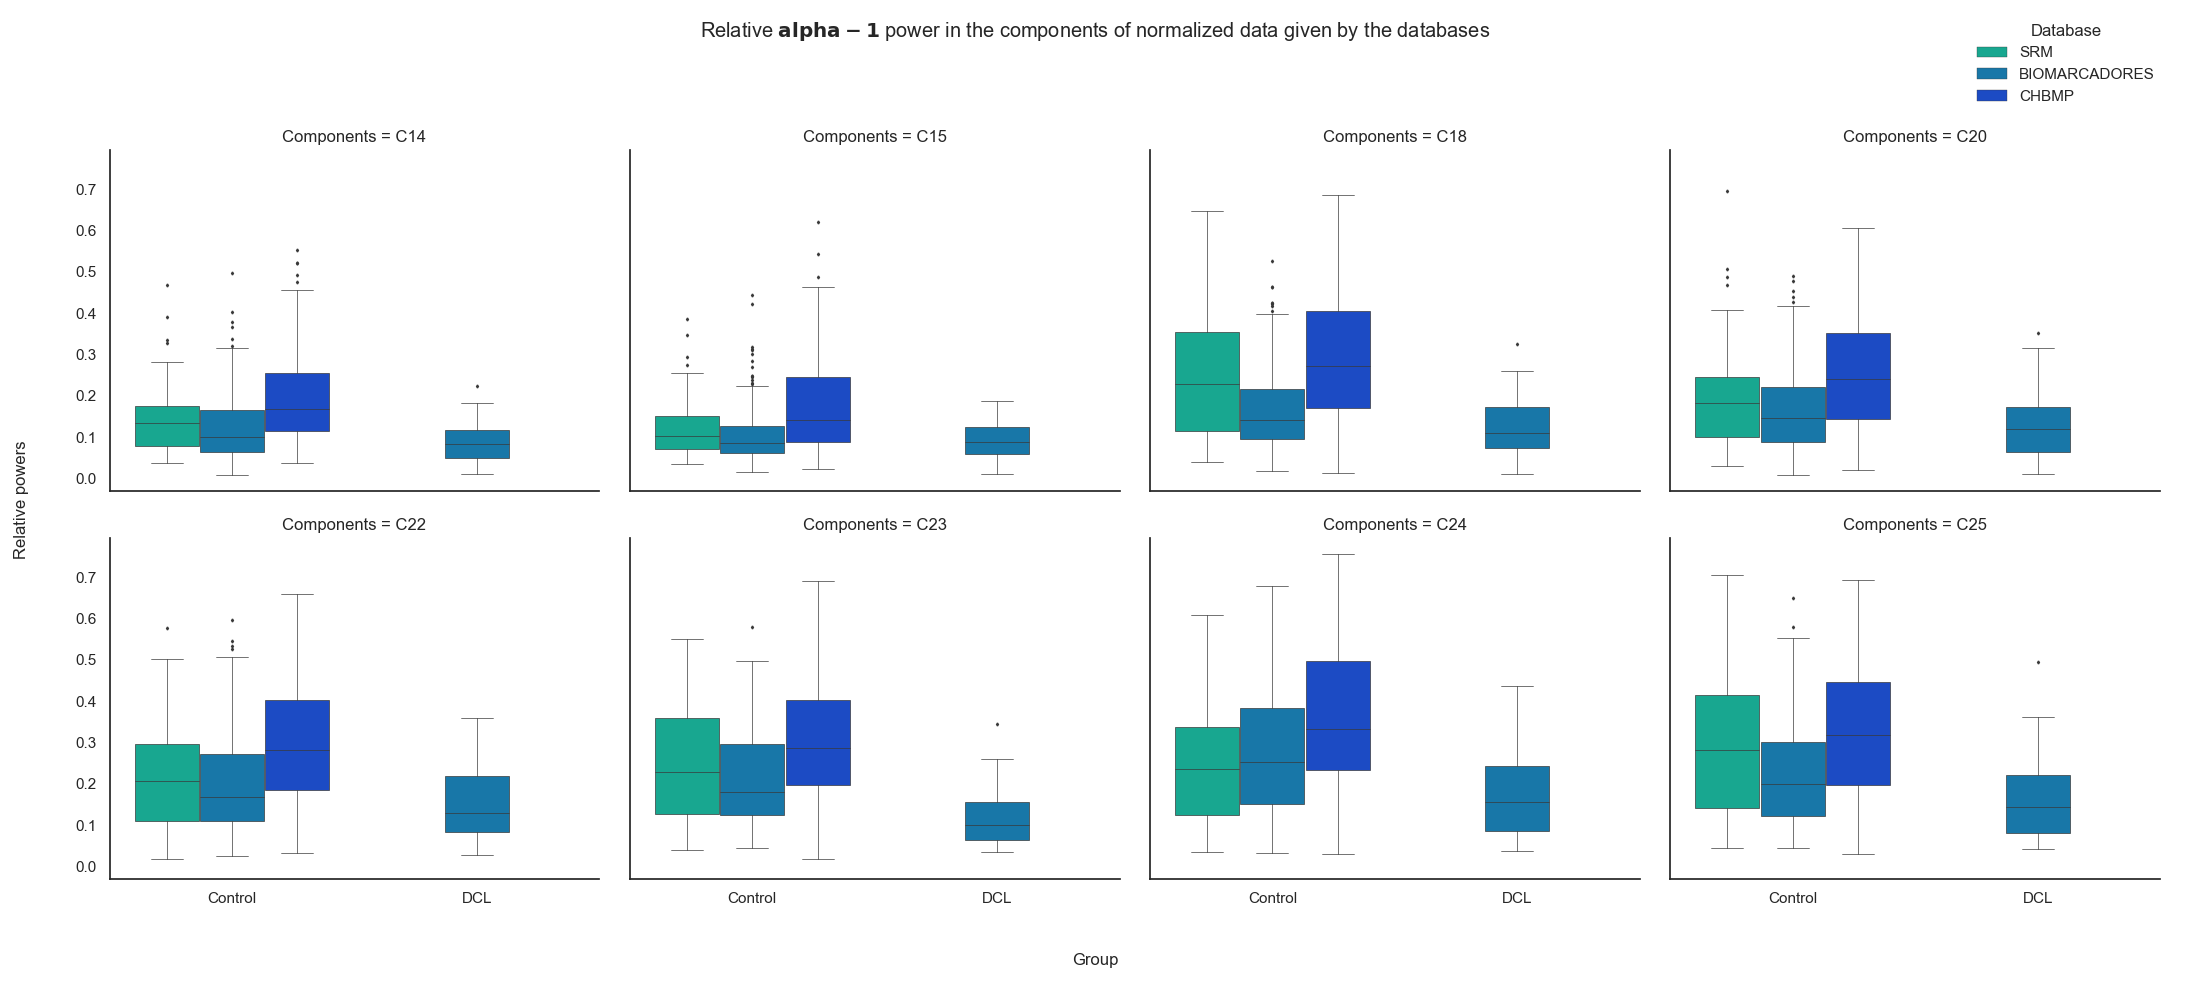 Relative alpha − 1 power in the components of normalized data given by the databases
Database
SRM
BIOMARCADORES
CHBMP
Components = C14
Components = C15
Components = C18
Components = C20
0.7
0.6
0.5
0.4
0.3
0.2
0.1
0.0
Relative powers
Components = C22
Components = C23
Components = C24
Components = C25
0.7
0.6
0.5
0.4
0.3
0.2
0.1
0.0
Control
DCL
Control
DCL
Control
DCL
Control
DCL
Group